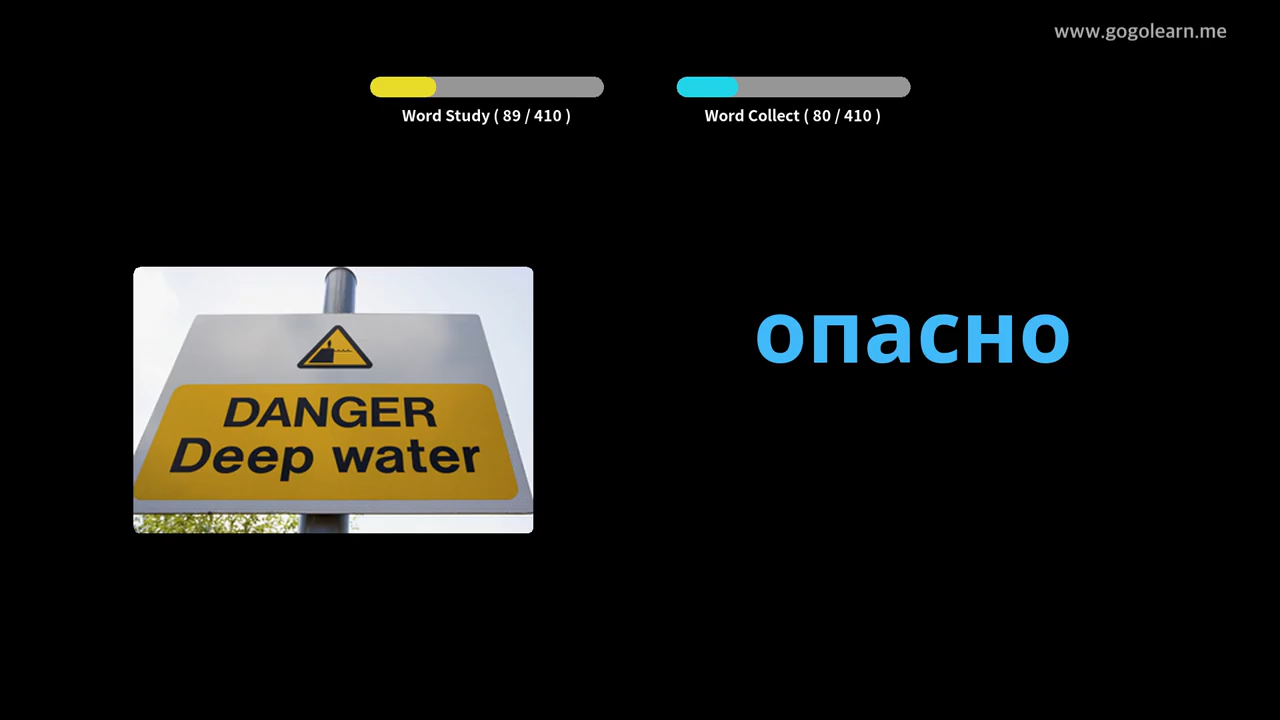 www.gogolearn.me
Word Study ( 89 / 410 )
Word Collect ( 80 / 410 )
DANGER
Deep water
опасно